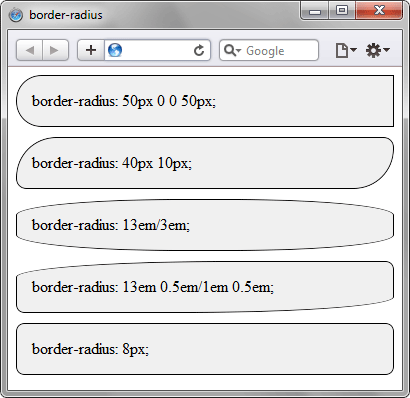 border-radius
Google
border-radius: 50px 0 0 50px;
border-radius: 40px 10px;
border-radius: 13em/3em;
border-radius: 13em 0.5em/1em 0.5em;
border-radius: 8px;